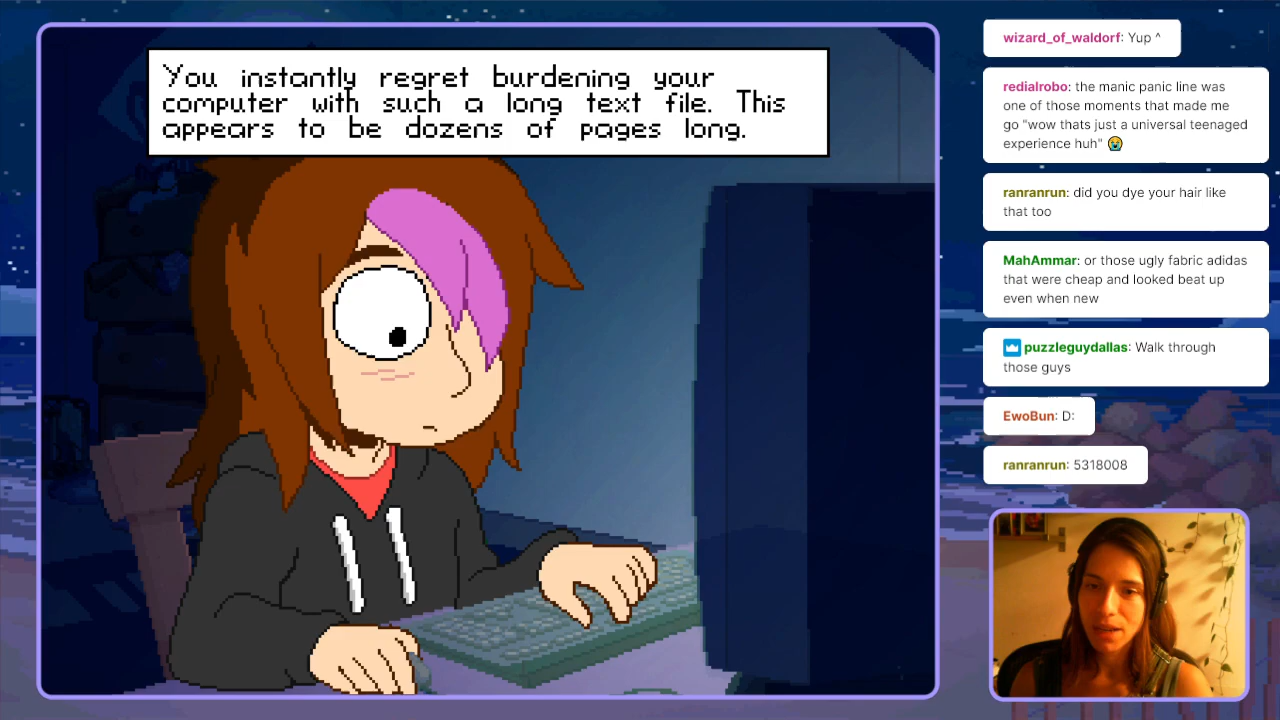 You instantly regret burdening your
computer with such a long text file. This
appears to be dozens of pages long.
wizard_of_waldorf: Yup ^
redialrobo: the manic panic line was
one of those moments that made me
go "wow thats just a universal teenaged
experience huh" 😭
ranranrun: did you dye your hair like
that too
MahAmmar: or those ugly fabric adidas
that were cheap and looked beat up
even when new
puzzleguydallas: Walk through
those guys
EwoBun: D:
ranranrun: 5318008